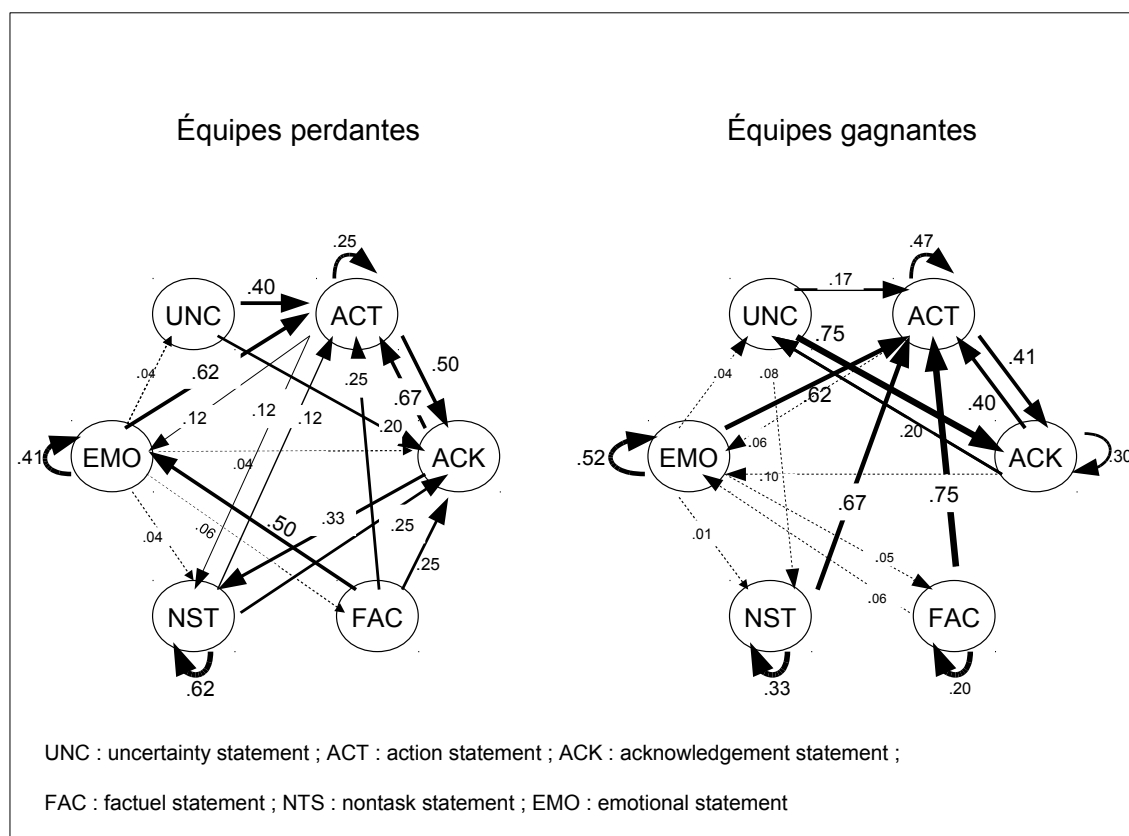 Équipes perdantes
Équipes gagnantes
.25
.47
UNC
.40
ACT
UNC
.17
ACT
.04
.62
.25
.50
.67
.04
.75
.08
.41
.40
.12
.12
.12
.20
.62
.06
.20
.41
EMO
ACK
.52
EMO
ACK
.30
.04
.10
.04
.06
.50
.33
.25
.25
.01
.67
.75
.05
.06
NST
FAC
NST
FAC
.62
.33
.20
UNC : uncertainty statement ; ACT : action statement ; ACK : acknowledgement statement ;
FAC : factuel statement ; NTS : nontask statement ; EMO : emotional statement